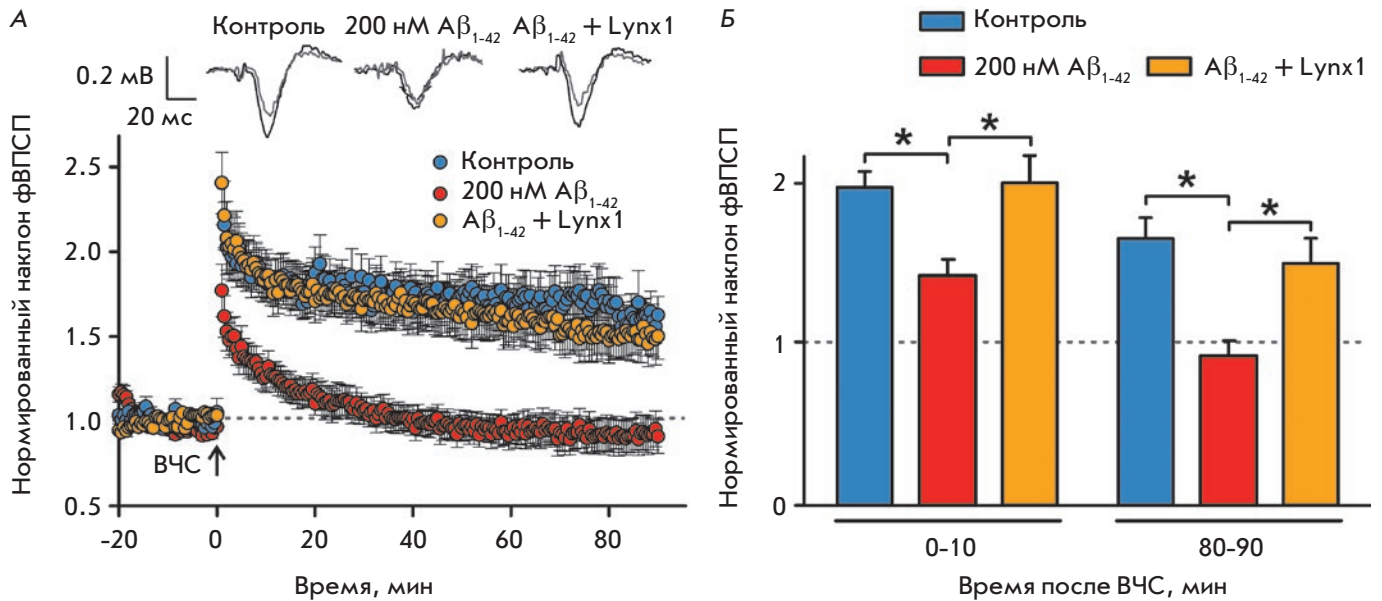 А
Контроль 200 нМ Aβ1-42 Aβ1-42 + Lynx1
0.2 мВ
20 мс
Нормированный наклон фВПСП
2.5
2.0
1.5
1.0
0.5
Контроль
200 нМ Aβ1-42
Aβ1-42 + Lynx1
ВЧС
-20 0 20 40 60 80
Время, мин
Б
Контроль
200 нМ Aβ1-42 Aβ1-42 + Lynx1
Нормированный наклон фВПСП
2
1
0
* * * *
0-10 80-90
Время после ВЧС, мин